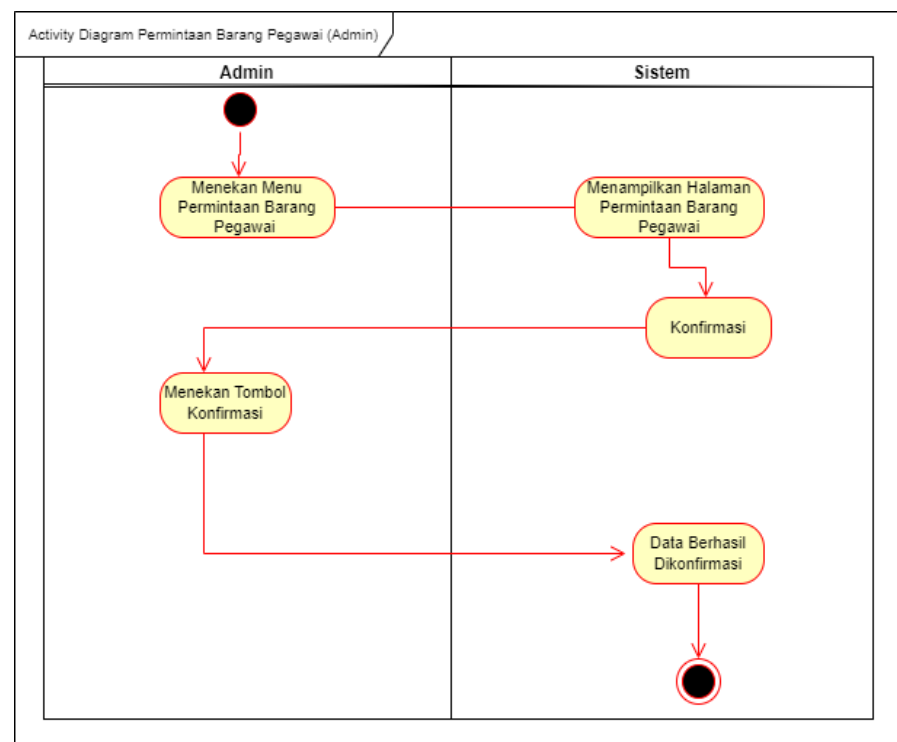 Activity Diagram Permintaan Barang Pegawai (Admin)
Admin
Sistem
Menekan Menu
Permintaan Barang
Pegawai
Menampilkan Halaman
Permintaan Barang
Pegawai
Konfirmasi
Menekan Tombol
Konfirmasi
Data Berhasil
Dikonfirmasi